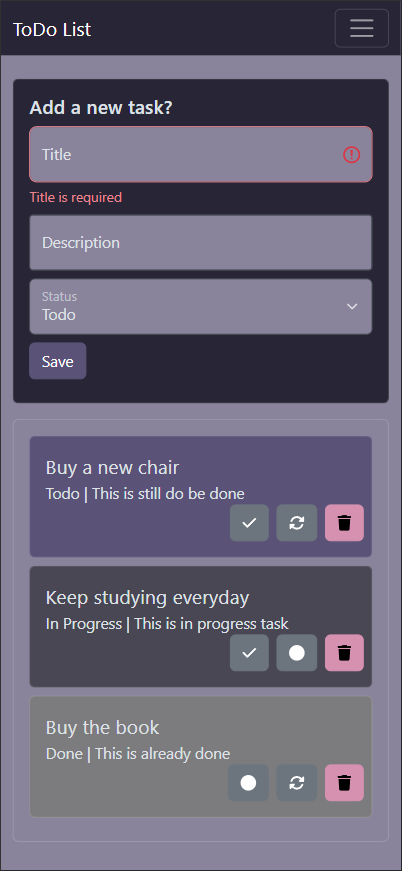 ToDo List
Add a new task?
Title
Title is required
Description
Status
Todo
Save
Buy a new chair
Todo | This is still do be done
Keep studying everyday
In Progress | This is in progress task
Buy the book
Done | This is already done